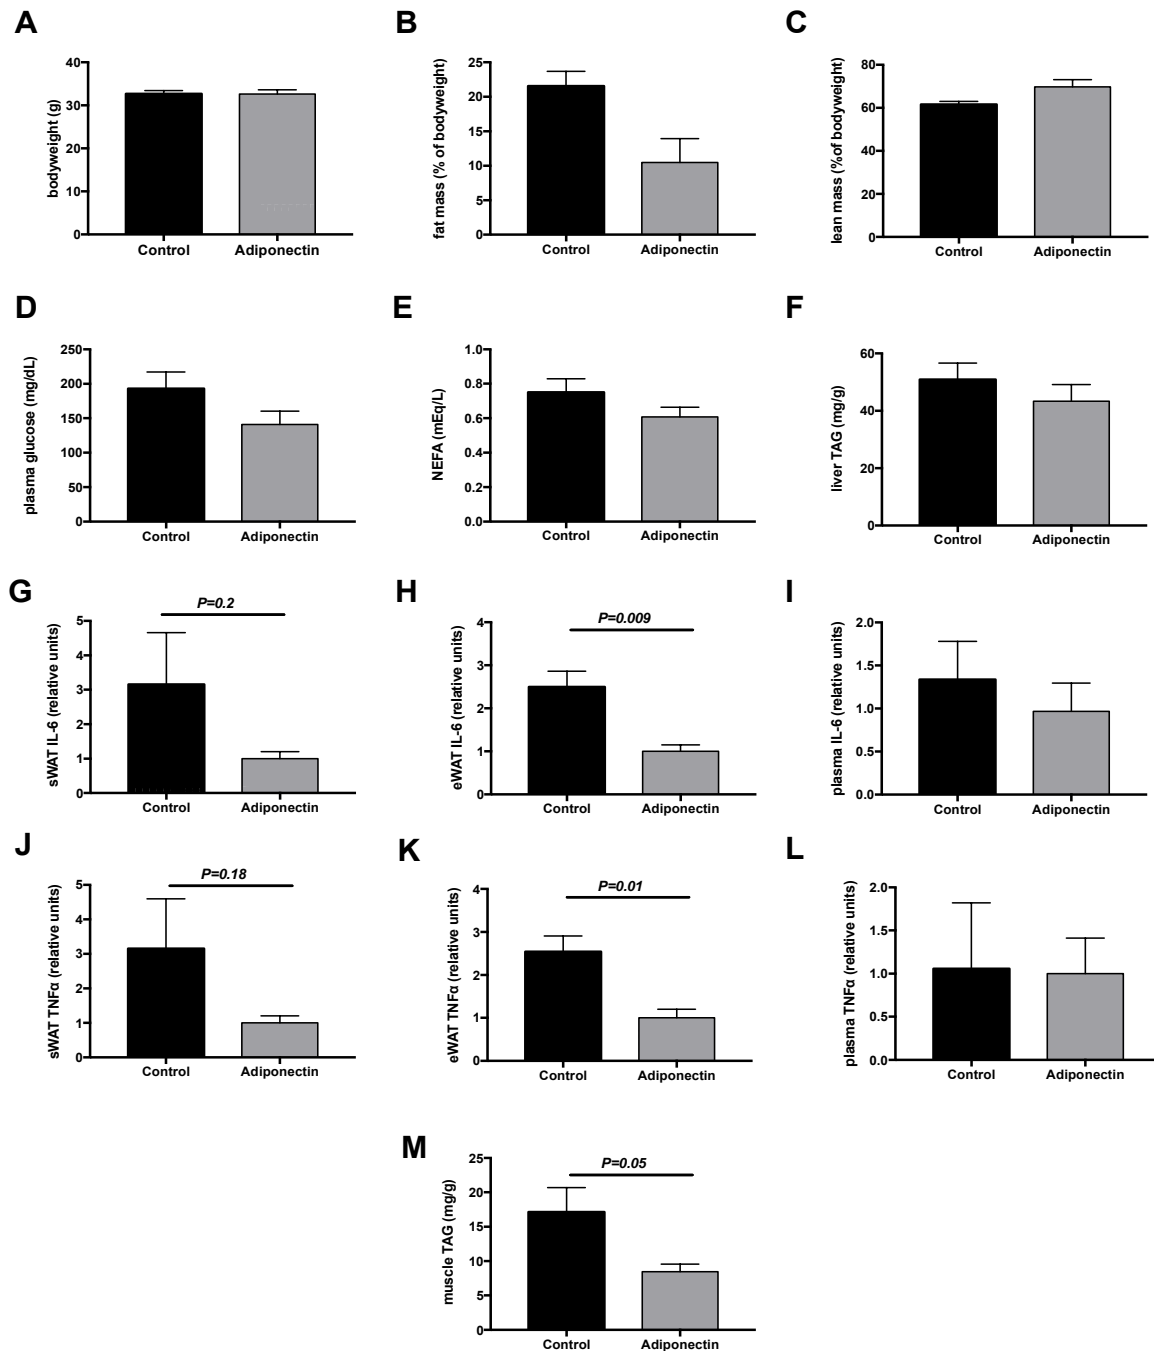 A
bodyweight (g)
40
30
20
10
0
Control Adiponectin
B
fat mass (% of bodyweight)
25
20
15
10
5
0
Control Adiponectin
C
lean mass (%of bodyweight)
80
60
40
20
0
Control Adiponectin
D
plasma glucose (mg/dL)
250
200
150
100
50
0
Control Adiponectin
E
NEFA (mEq/L)
1.0
0.8
0.6
0.4
0.2
0.0
Control Adiponectin
F
liver TAG (mg/g)
60
40
20
0
Control Adiponectin
G
sWAT IL-6 (relative units)
P=0.2
5
4
3
2
1
0
Control Adiponectin
H
eWAT IL-6 (relative units)
P=0.009
4
3
2
1
0
Control Adiponectin
I
plasma IL-6 (relative units)
2.0
1.5
1.0
0.5
0.0
Control Adiponectin
J
sWAT TNFα (relative units)
P=0.18
5
4
3
2
1
0
Control Adiponectin
K
eWAT TNFα (relative units)
P=0.01
4
3
2
1
0
Control Adiponectin
L
plasma TNFα (relative units)
2.0
1.5
1.0
0.5
0.0
Control Adiponectin
M
muscle TAG (mg/g)
P=0.05
25
20
15
10
5
0
Control Adiponectin